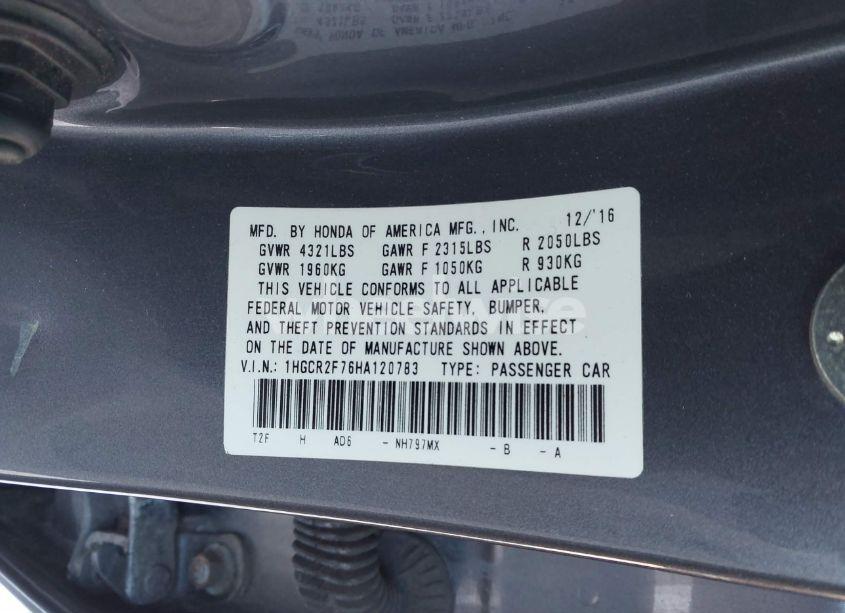 MFD. BY HONDA OF AMERICA MFG., INC. 12/'16
GVWR 4321LBS GAWR F 2315LBS R 2050LBS
GVWR 1960KG GAWR F 1050KG R 930KG
THIS VEHICLE CONFORMS TO ALL APPLICABLE
FEDERAL MOTOR VEHICLE SAFETY, BUMPER,
AND THEFT PREVENTION STANDARDS IN EFFECT
ON THE DATE OF MANUFACTURE SHOWN ABOVE.
V.I.N.: 1HGCR2F76HA120783 TYPE: PASSENGER CAR
T2F H AD6 - NH797MX - B - A